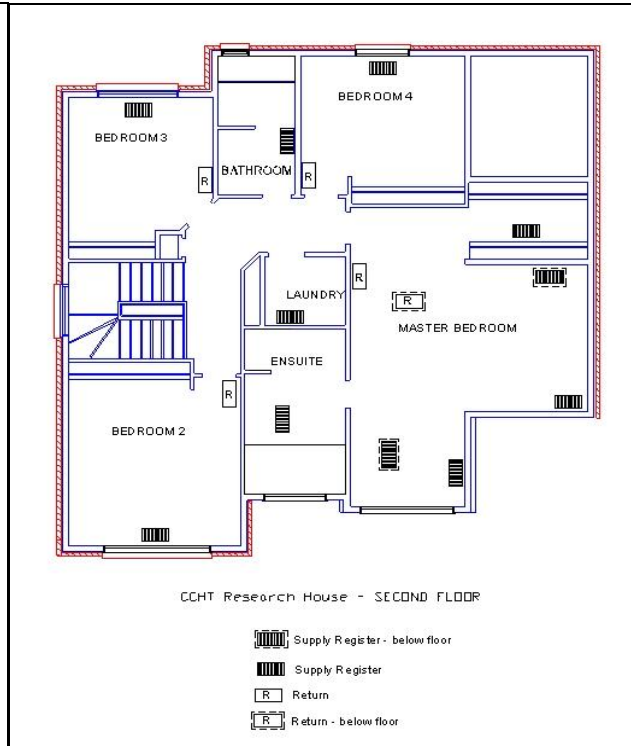 BEDROOM 4
BEDROOM 3
BATHROOM
R
R
R
LAUNDRY
R
MASTER BEDROOM
ENSUITE
R
BEDROOM 2
CCHT Research House - SECOND FLOOR
Supply Register - below floor
Supply Register
R Return
R Return - below floor